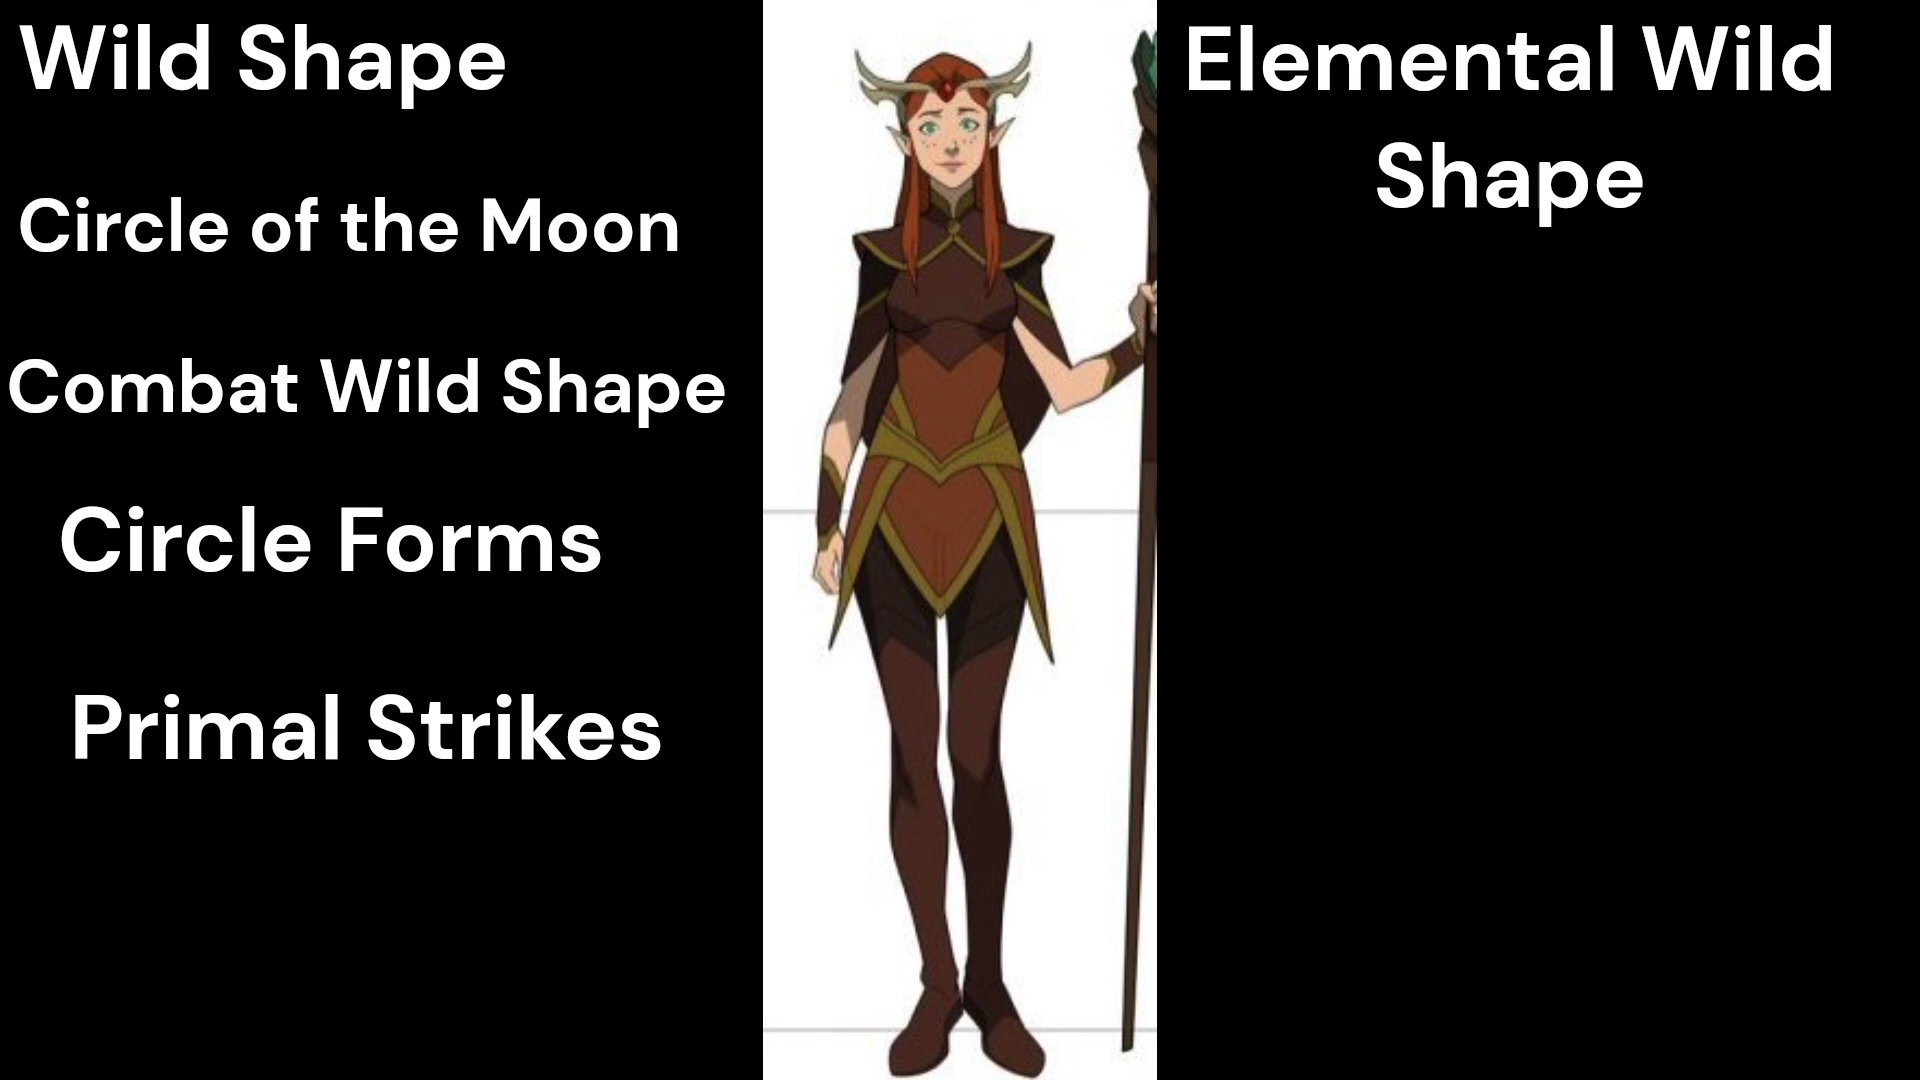 Wild Shape
Circle of the Moon
Combat Wild Shape
Circle Forms
Primal Strikes
Elemental Wild
Shape